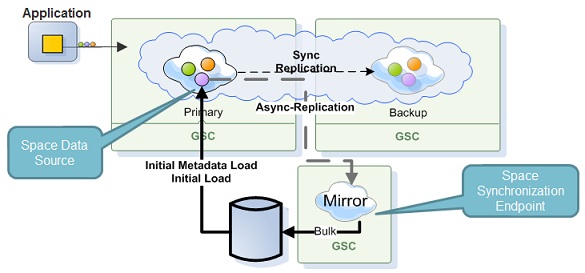 Application
Sync
Replication
Async-Replication
Primary
Backup
GSC
GSC
Space Data
Source
Initial Metadata Load
Initial Load
Mirror
Space
Synchronization
Endpoint
Bulk
GSC